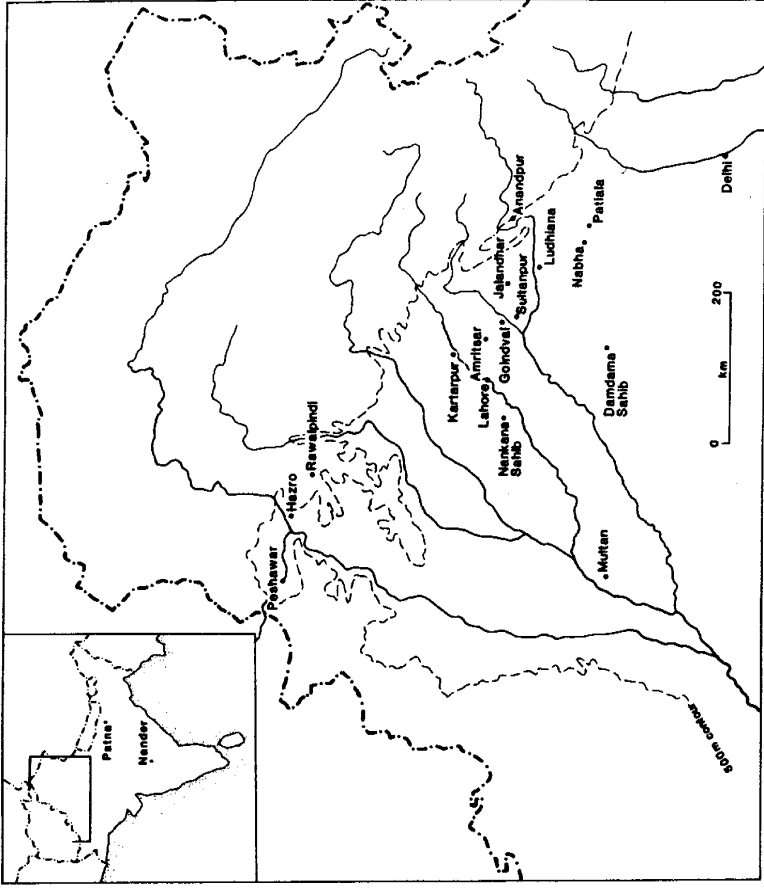 Patna
Nander
Peshawar
Hazro
Rawalpindi
Kartarpur
Amritsar
Lahore
Nankana
Sahib
Goindval
Jalandhar
Sultanpur
Anandpur
Ludhiana
Nabha
Patiala
Damdama
Sahib
Multan
Delhi
500m contour
0 km 200